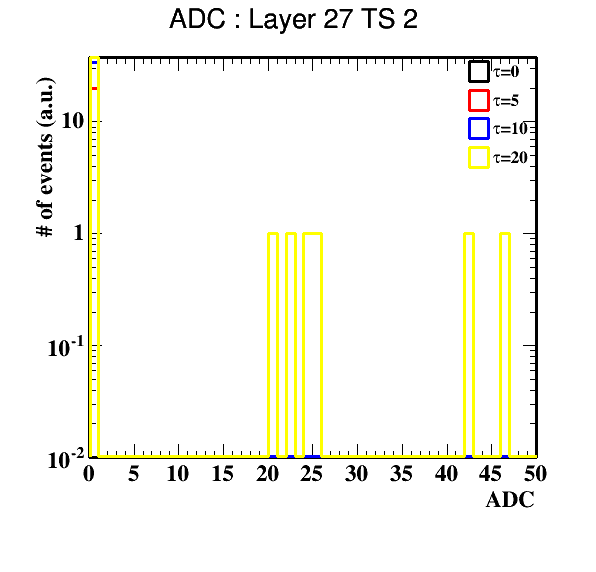 ADC : Layer 27 TS 2
# of events (a.u.)
10
1
10-1
10-2
τ=0
τ=5
τ=10
τ=20
0 5 10 15 20 25 30 35 40 45 50
ADC